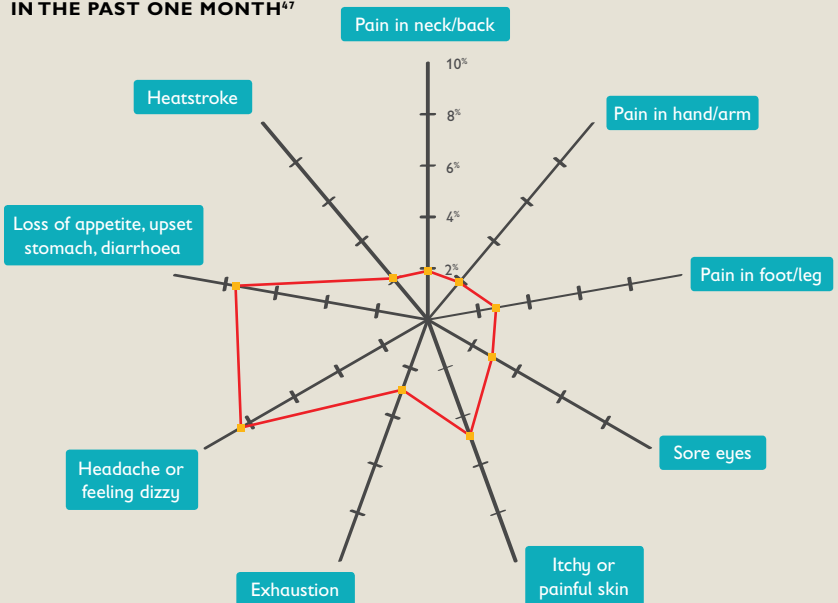 IN THE PAST ONE MONTH⁴⁷
Pain in neck/back
10%
Heatstroke
8%
Pain in hand/arm
6%
Loss of appetite, upset
stomach, diarrhoea
4%
2%
Pain in foot/leg
Sore eyes
Headache or
feeling dizzy
Itchy or
painful skin
Exhaustion